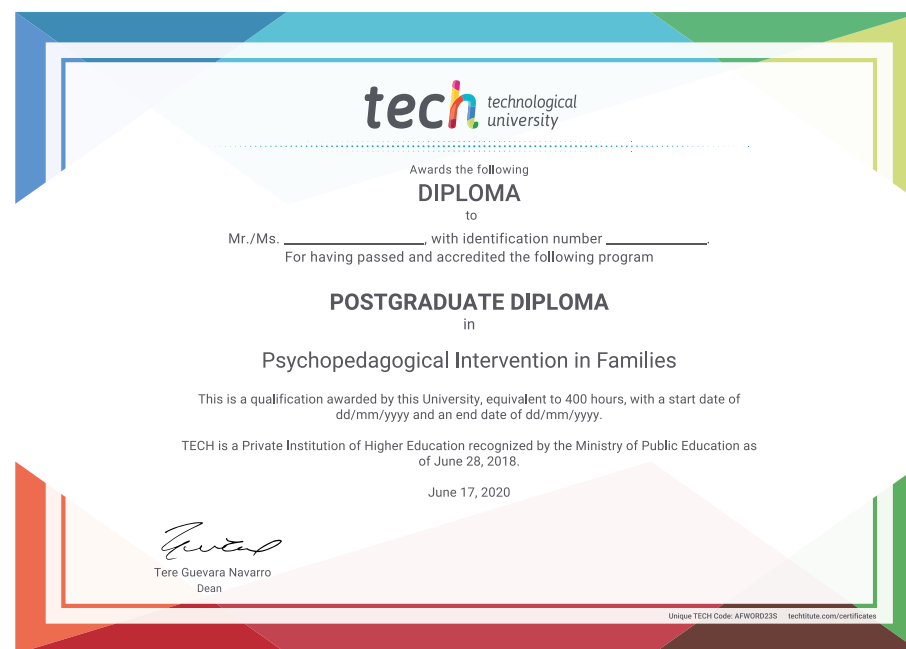 tech technological
university
Awards the following
DIPLOMA
to
Mr./Ms. ____________________, with identification number ______________.
For having passed and accredited the following program
POSTGRADUATE DIPLOMA
in
Psychopedagogical Intervention in Families
This is a qualification awarded by this University, equivalent to 400 hours, with a start date of
dd/mm/yyyy and an end date of dd/mm/yyyy.
TECH is a Private Institution of Higher Education recognized by the Ministry of Public Education as
of June 28, 2018.
June 17, 2020
Tere Guevara Navarro
Dean
Unique TECH Code: AFWORD23S techtitute.com/certificates